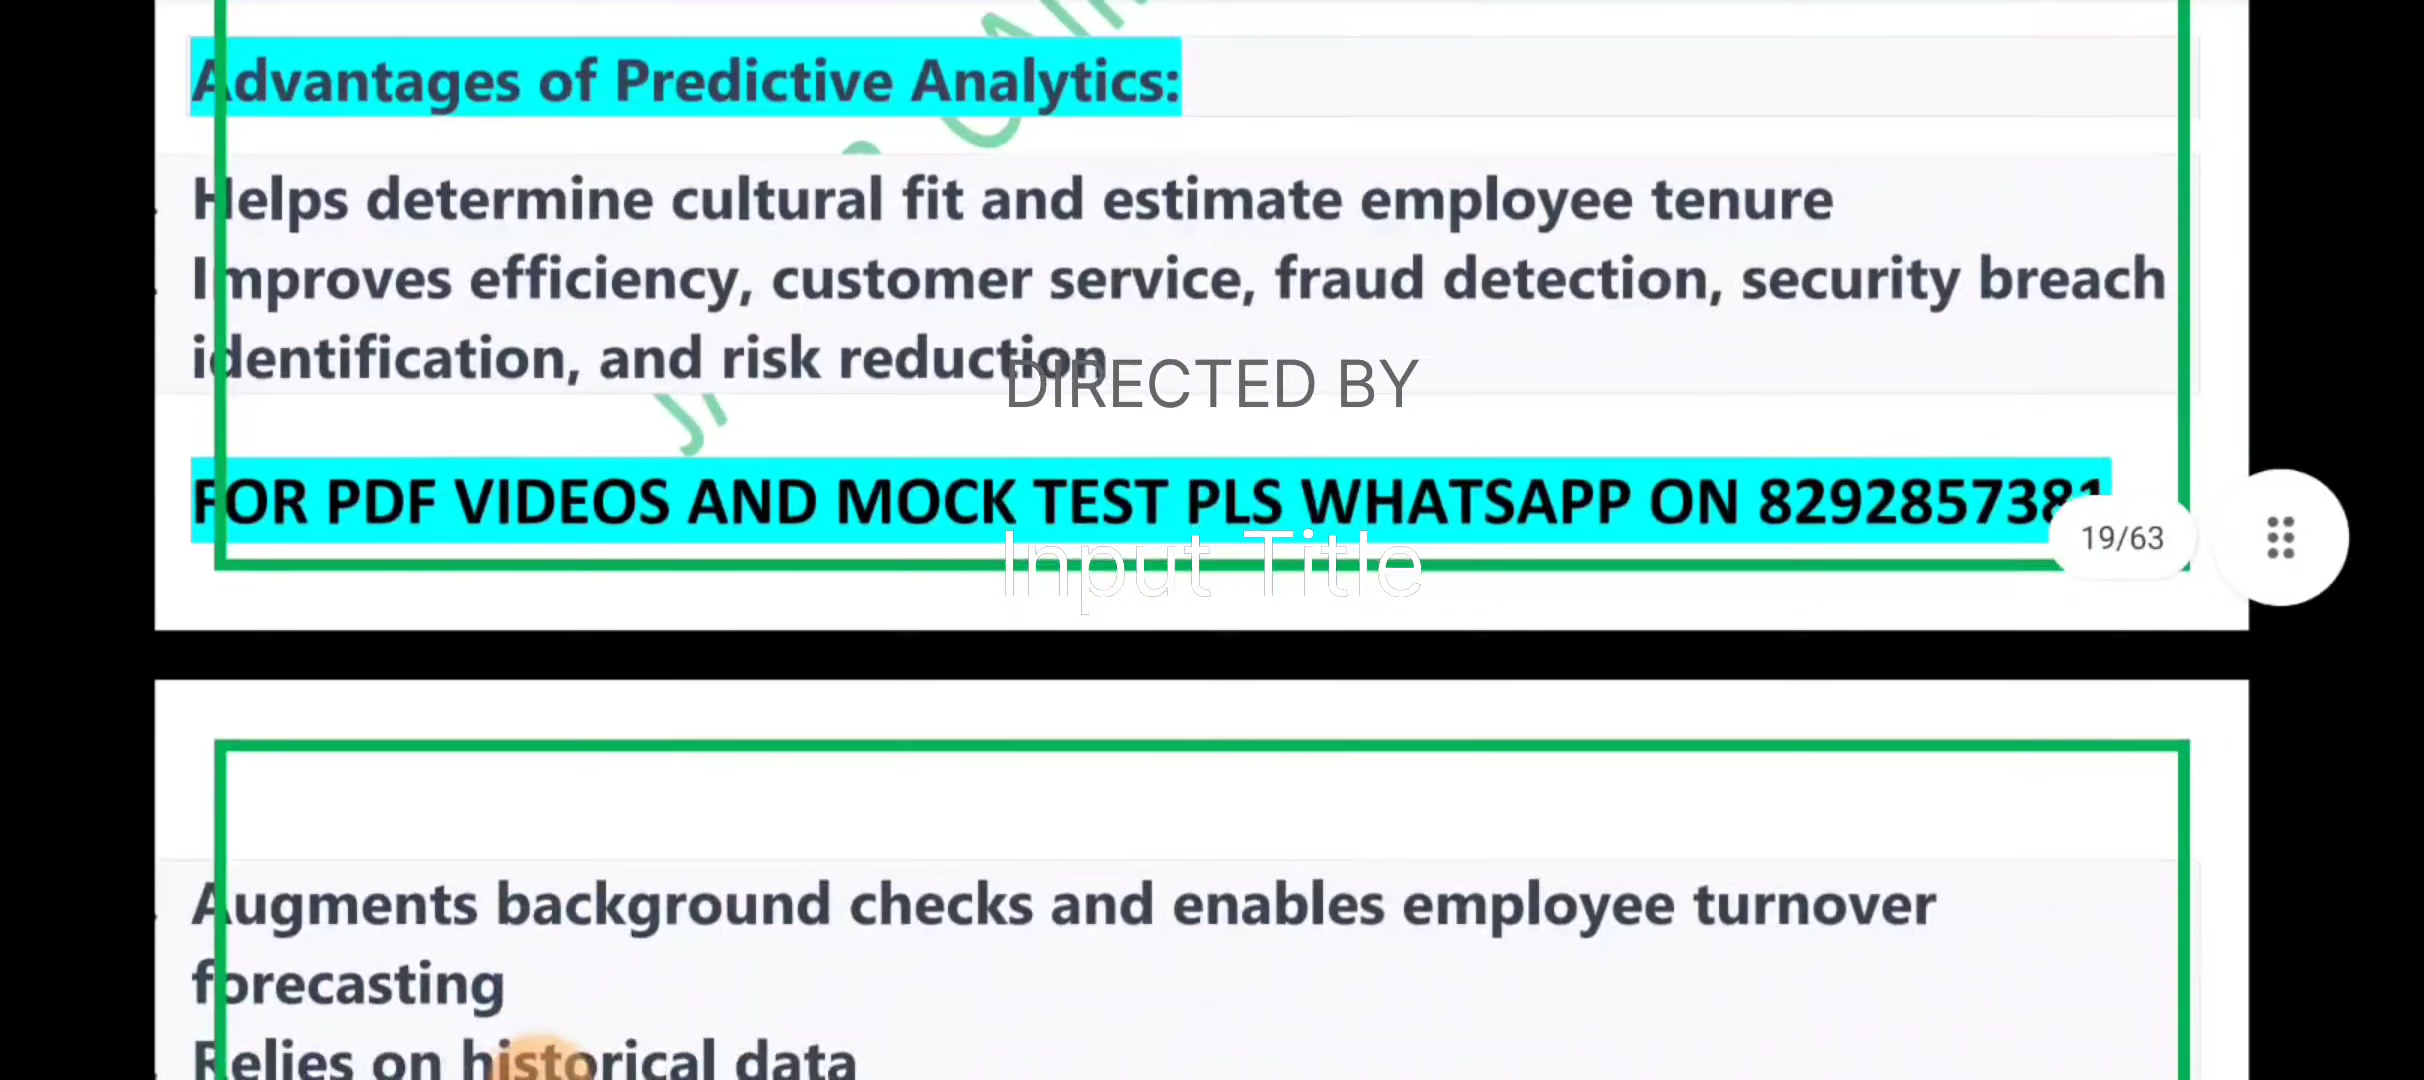 Advantages of Predictive Analytics:
Helps determine cultural fit and estimate employee tenure
Improves efficiency, customer service, fraud detection, security breach
identification, and risk reduction
DIRECTED BY
FOR PDF VIDEOS AND MOCK TEST PLS WHATSAPP ON 8292857381
19/63
Input Title
Augments background checks and enables employee turnover
forecasting
Relies on historical data